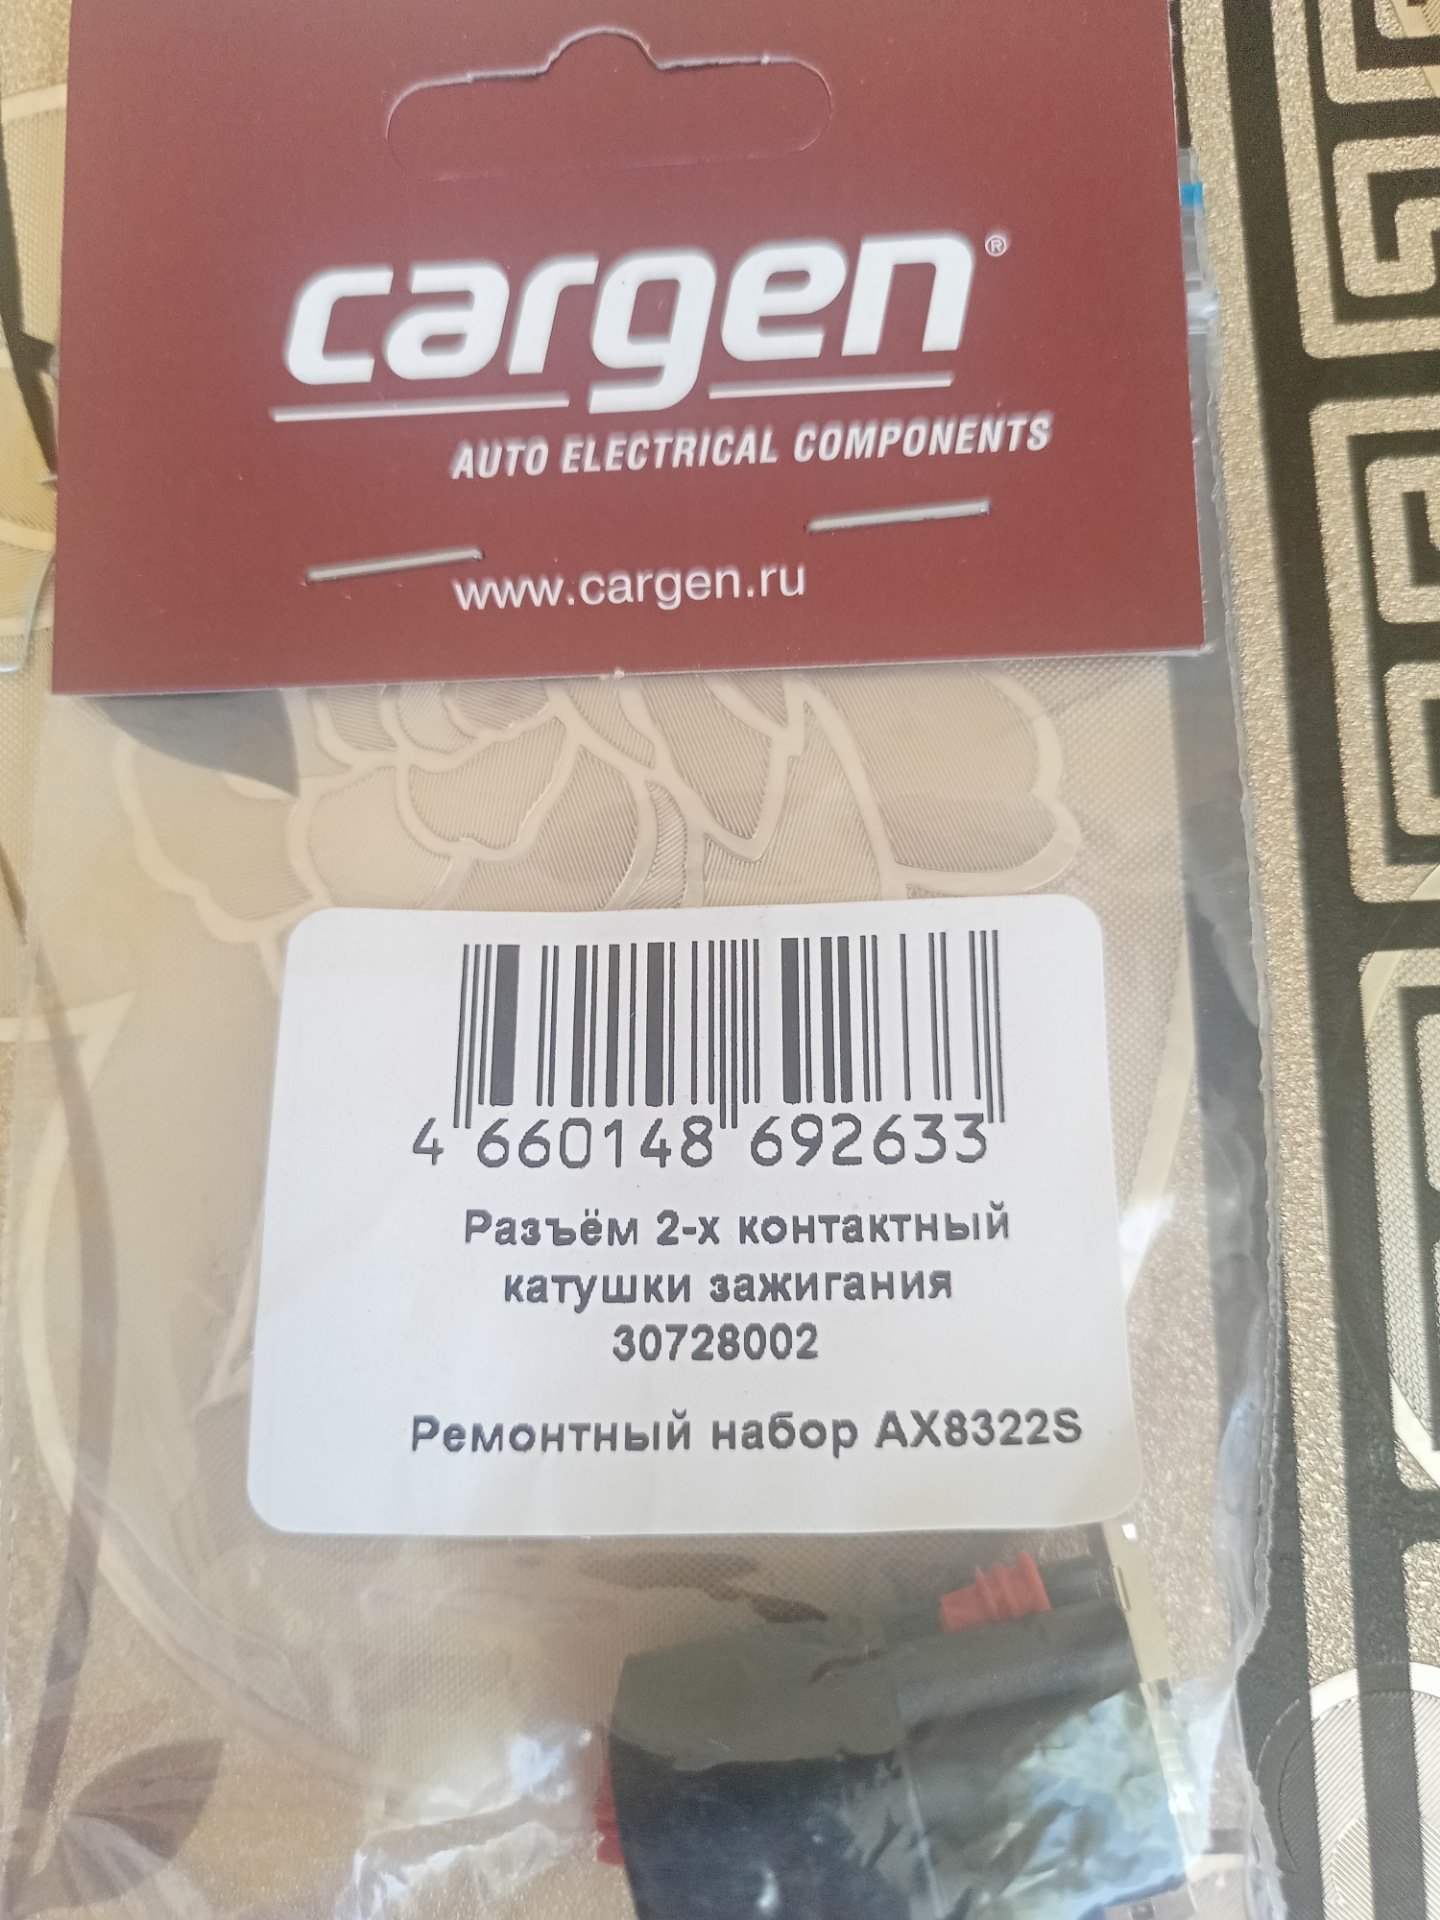 cargen®
AUTO ELECTRICAL COMPONENTS
www.cargen.ru
4 660148 692633
Разъём 2-х контактный
катушки зажигания
30728002
Ремонтный набор AX8322S